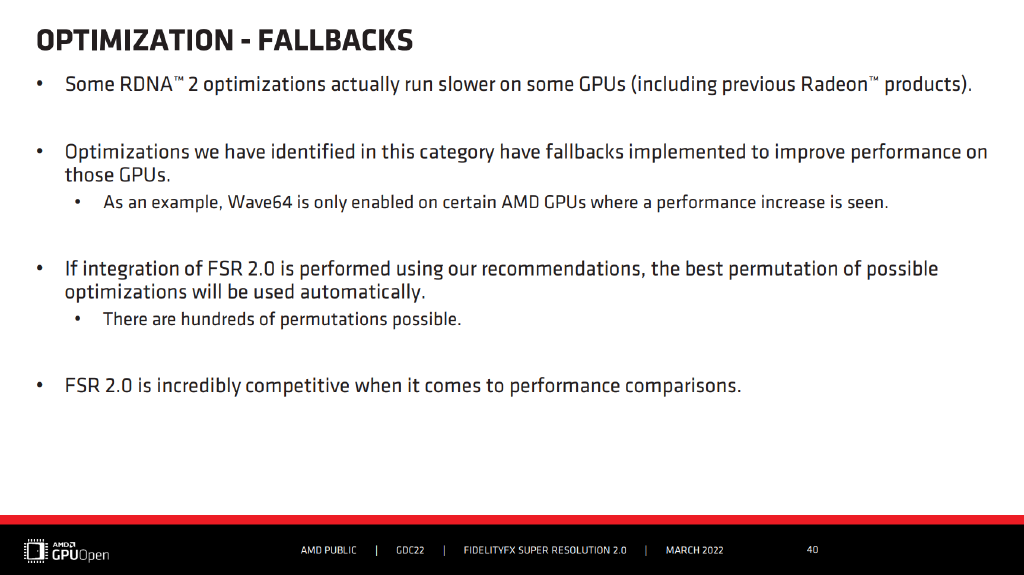 OPTIMIZATION - FALLBACKS
• Some RDNA™ 2 optimizations actually run slower on some GPUs (including previous Radeon™ products).
• Optimizations we have identified in this category have fallbacks implemented to improve performance on
those GPUs.
• As an example, Wave64 is only enabled on certain AMD GPUs where a performance increase is seen.
• If integration of FSR 2.0 is performed using our recommendations, the best permutation of possible
optimizations will be used automatically.
• There are hundreds of permutations possible.
• FSR 2.0 is incredibly competitive when it comes to performance comparisons.
AMD
GPUOpen
AMD PUBLIC | GDC22 | FIDELITYFX SUPER RESOLUTION 2.0 | MARCH 2022
40